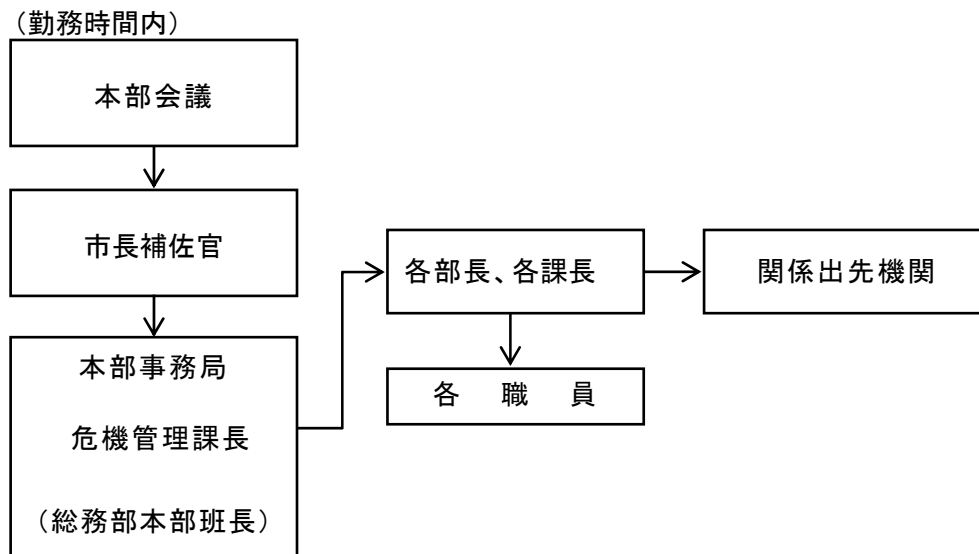 （勤務時間内）
本部会議
市長補佐官
各部長、各課長
関係出先機関
本部事務局
各　職　員
危機管理課長
（総務部本部班長）